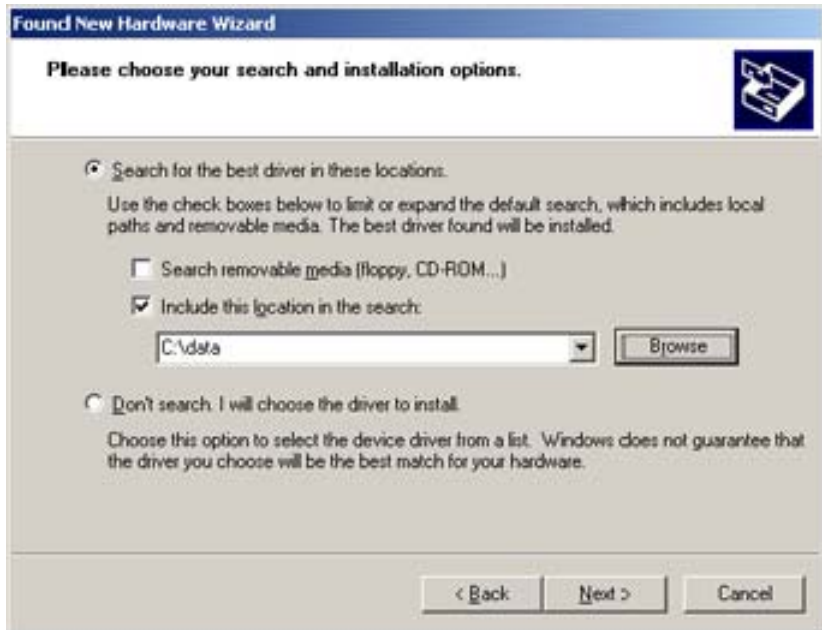 Found New Hardware Wizard
Please choose your search and installation options.
Search for the best driver in these locations.
Use the check boxes below to limit or expand the default search, which includes local
paths and removable media. The best driver found will be installed.
Search removable media (floppy, CD-ROM...)
Include this location in the search:
C:\data
Browse
Don't search. I will choose the driver to install.
Choose this option to select the device driver from a list. Windows does not guarantee that
the driver you choose will be the best match for your hardware.
< Back
Next >
Cancel